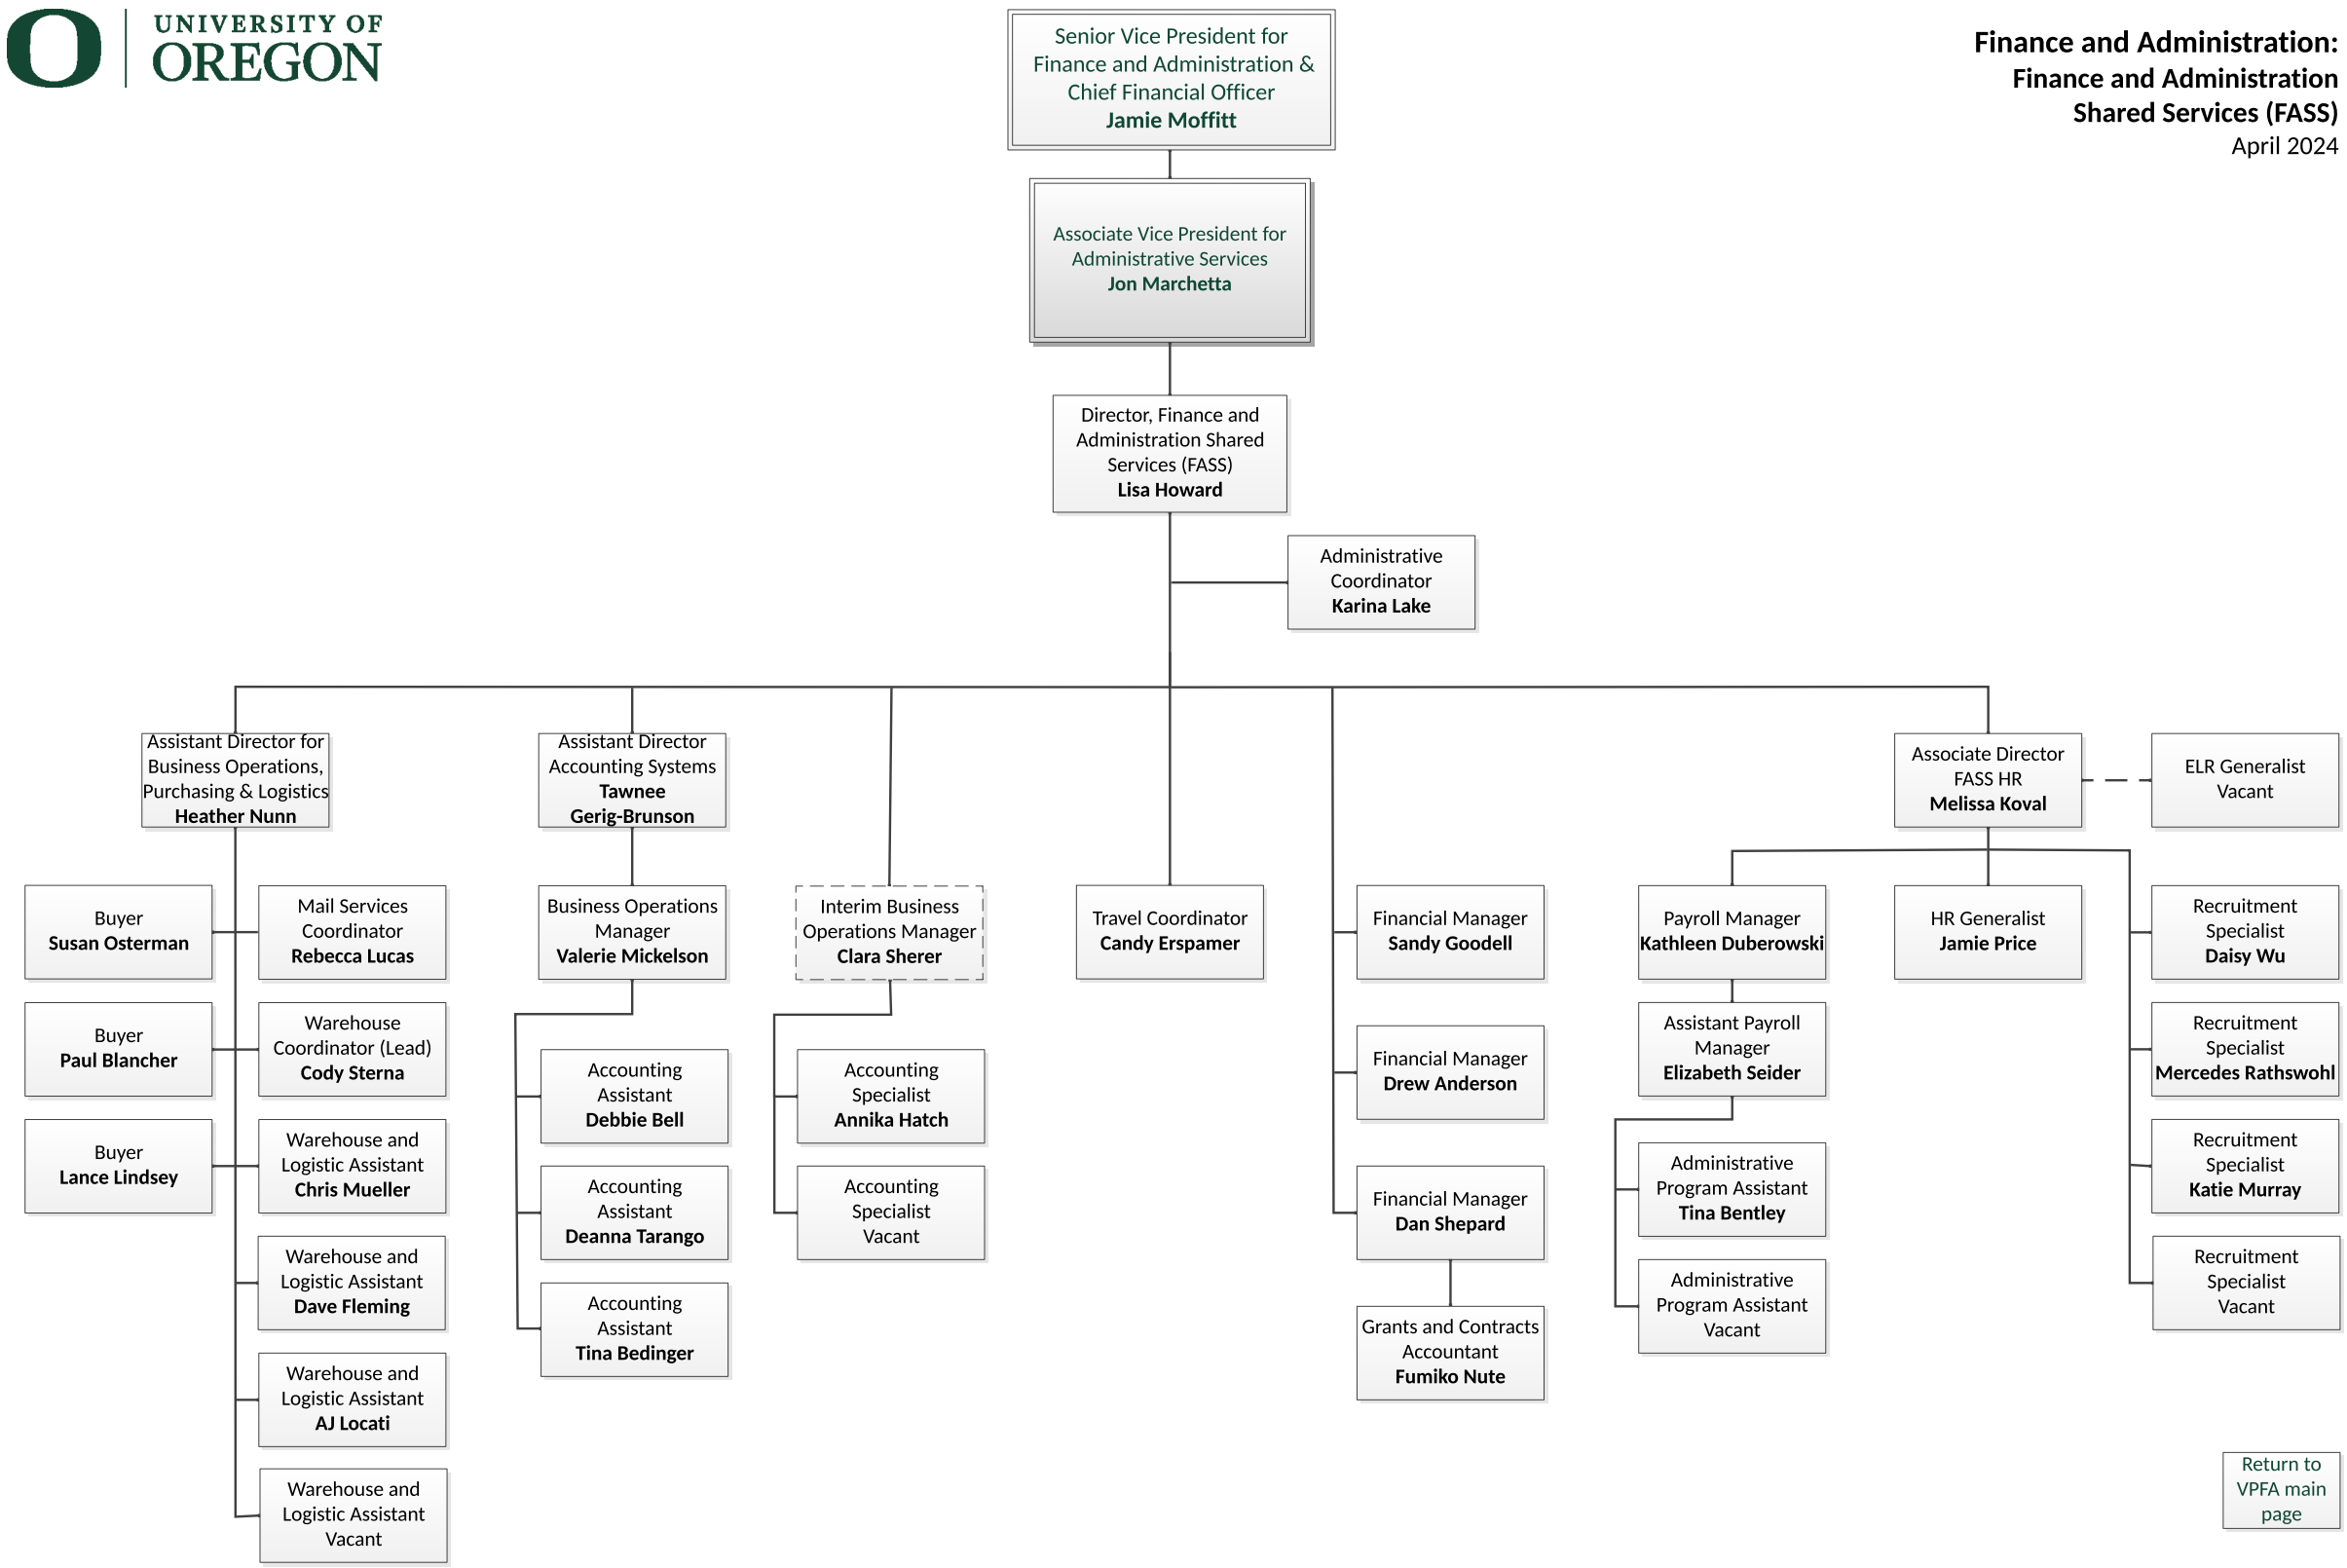 UNIVERSITY OF
OREGON
Senior Vice President for
Finance and Administration &
Chief Financial Officer
Jamie Moffitt
Finance and Administration:
Finance and Administration
Shared Services (FASS)
April 2024
Associate Vice President for
Administrative Services
Jon Marchetta
Director, Finance and
Administration Shared
Services (FASS)
Lisa Howard
Administrative
Coordinator
Karina Lake
Assistant Director for
Business Operations,
Purchasing & Logistics
Heather Nunn
Assistant Director
Accounting Systems
Tawnee
Gerig-Brunson
Associate Director
FASS HR
Melissa Koval
ELR Generalist
Vacant
Buyer
Susan Osterman
Mail Services
Coordinator
Rebecca Lucas
Buyer
Paul Blancher
Warehouse
Coordinator (Lead)
Cody Sterna
Buyer
Lance Lindsey
Warehouse and
Logistic Assistant
Chris Mueller
Warehouse and
Logistic Assistant
Dave Fleming
Warehouse and
Logistic Assistant
AJ Locati
Warehouse and
Logistic Assistant
Vacant
Business Operations
Manager
Valerie Mickelson
Accounting
Assistant
Debbie Bell
Accounting
Assistant
Deanna Tarango
Accounting
Assistant
Tina Bedinger
Interim Business
Operations Manager
Clara Sherer
Accounting
Specialist
Annika Hatch
Accounting
Specialist
Vacant
Travel Coordinator
Candy Erspamer
Financial Manager
Sandy Goodell
Financial Manager
Drew Anderson
Financial Manager
Dan Shepard
Grants and Contracts
Accountant
Fumiko Nute
Payroll Manager
Kathleen Duberowski
Assistant Payroll
Manager
Elizabeth Seider
Administrative
Program Assistant
Tina Bentley
Administrative
Program Assistant
Vacant
HR Generalist
Jamie Price
Recruitment
Specialist
Daisy Wu
Recruitment
Specialist
Mercedes Rathswohl
Recruitment
Specialist
Katie Murray
Recruitment
Specialist
Vacant
Return to
VPFA main
page